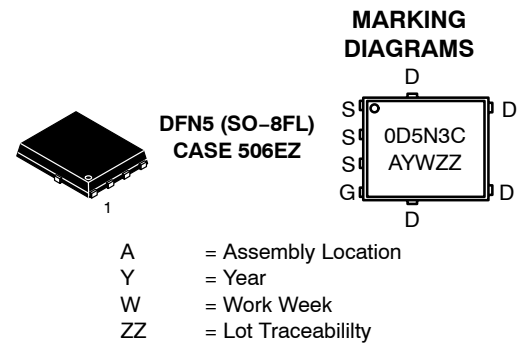 MARKING
DIAGRAMS
D
S
D
DFN5 (SO−8FL)
CASE 506EZ
S
0D5N3C
S
AYWZZ
G
D
D
1
A = Assembly Location
Y = Year
W = Work Week
ZZ = Lot Traceabililty